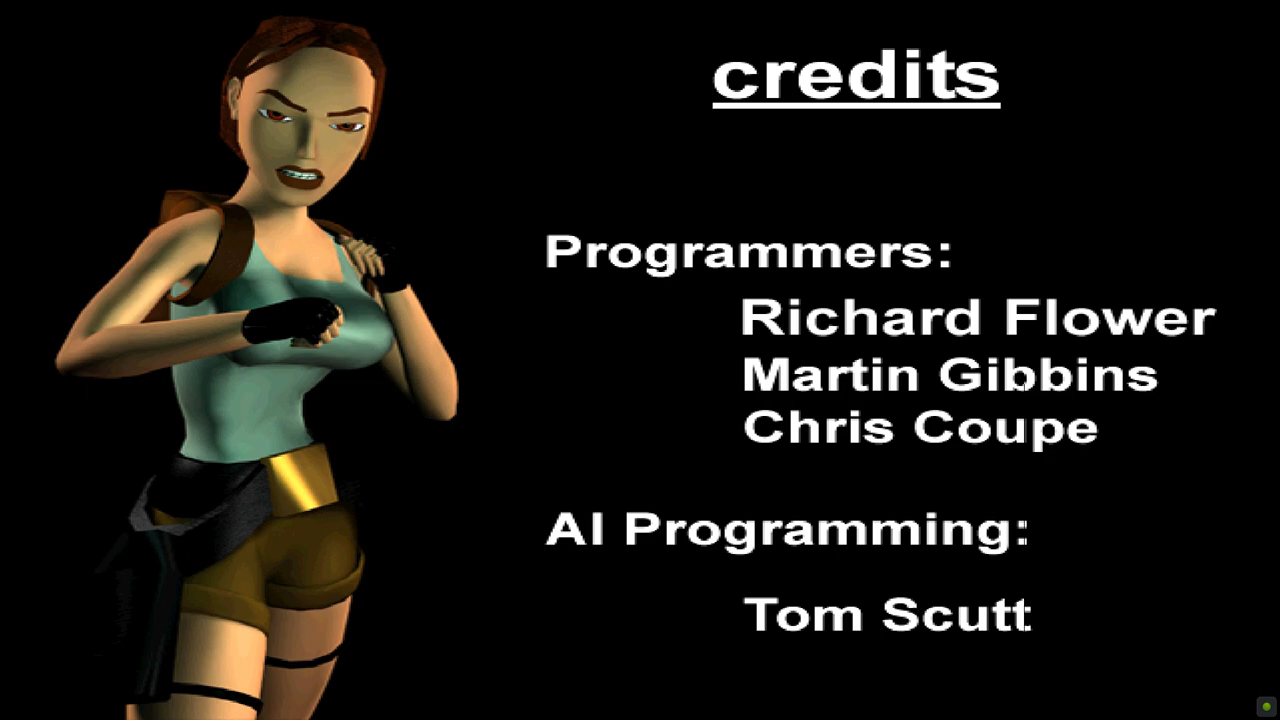 credits
Programmers:
Richard Flower
Martin Gibbins
Chris Coupe
AI Programming:
Tom Scutt